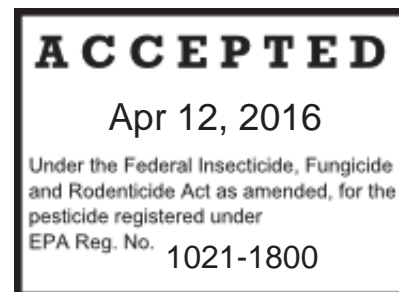 ACCEPTED
Apr 12, 2016
Under the Federal Insecticide, Fungicide
and Rodenticide Act as amended, for the
pesticide registered under
EPA Reg. No. 1021-1800